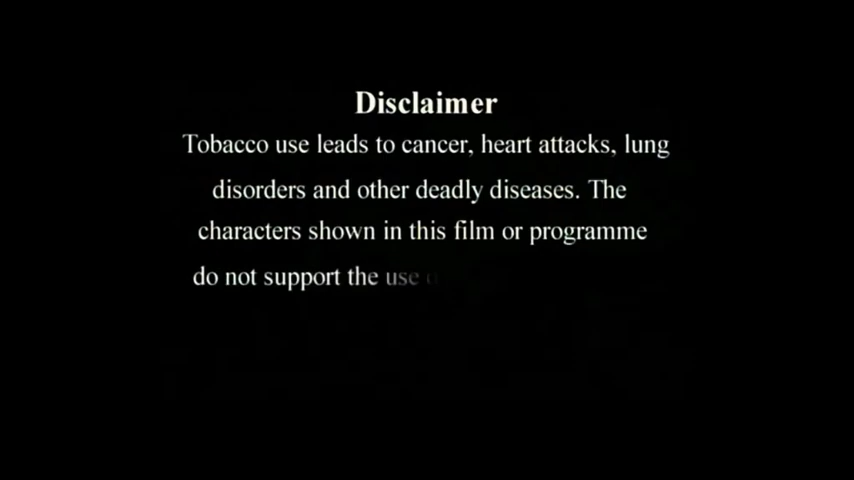 Disclaimer
Tobacco use leads to cancer, heart attacks, lung
disorders and other deadly diseases. The
characters shown in this film or programme
do not support the use